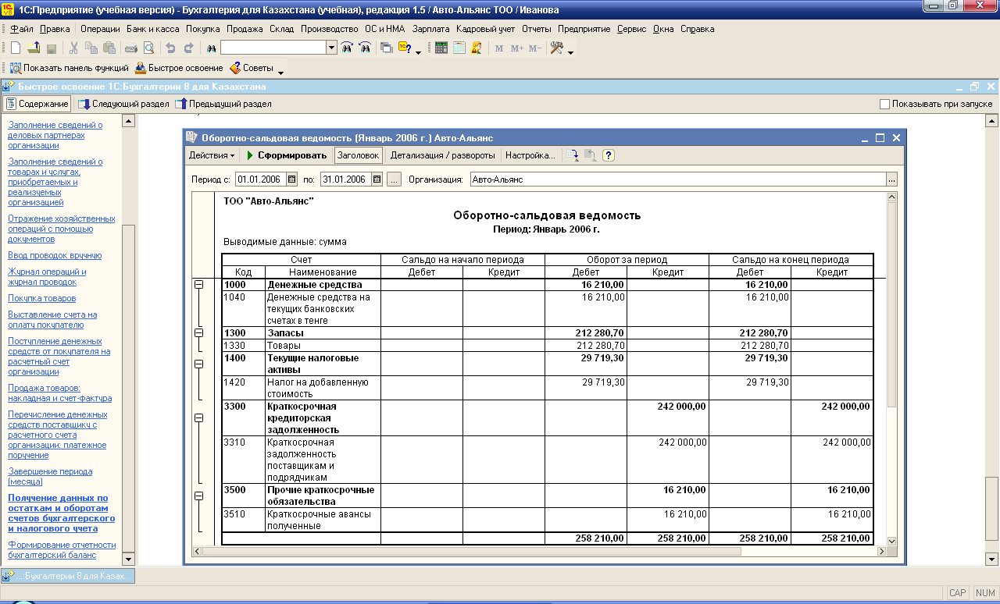 1С:Предприятие (учебная версия) - Бухгалтерия для Казахстана (учебная), редакция 1.5 / Авто-Альянс ТОО / Иванова
Файл Правка Операции Банк и касса Покупка Продажа Склад Производство ОС и НМА Зарплата Кадровый учет Отчеты Предприятие Сервис Окна Справка
M M+ M-
Показать панель функций Быстрое освоение Советы
Быстрое освоение 1С:Бухгалтерии 8 для Казахстана
Содержание Следующий раздел Предыдущий раздел Показывать при запуске
Заполнение сведений о
деловых партнерах
организации
Заполнение сведений о
товарах и услугах,
приобретаемых и
реализуемых
организацией
Отражение хозяйственных
операций с помощью
документов
Ввод проводок вручную
Журнал операций и
журнал проводок
Покупка товаров
Выставление счета на
оплату покупателю
Поступление денежных
средств от покупателя на
расчетный счет
организации
Продажа товаров:
накладная и счет-фактура
Перечисление денежных
средств поставщику с
расчетного счета
организации: платежное
поручение
Завершение периода
(месяца)
Получение данных по
остаткам и оборотам
счетов бухгалтерского
и налогового учета
Формирование отчетности
бухгалтерский баланс
Оборотно-сальдовая ведомость (Январь 2006 г.) Авто-Альянс
Действия Сформировать Заголовок Детализация / развороты Настройка... ?
Период с: 01.01.2006 по: 31.01.2006 ... Организация: Авто-Альянс ...
ТОО "Авто-Альянс"
Оборотно-сальдовая ведомость
Период: Январь 2006 г.
Выводимые данные: сумма
Счет Сальдо на начало периода Оборот за период Сальдо на конец периода
Код Наименование Дебет Кредит Дебет Кредит Дебет Кредит
1000 Денежные средства 16 210,00 16 210,00
1040 Денежные средства на 16 210,00 16 210,00
текущих банковских
счетах в тенге
1300 Запасы 212 280,70 212 280,70
1330 Товары 212 280,70 212 280,70
1400 Текущие налоговые 29 719,30 29 719,30
активы
1420 Налог на добавленную 29 719,30 29 719,30
стоимость
3300 Краткосрочная 242 000,00 242 000,00
кредиторская
задолженность
3310 Краткосрочная 242 000,00 242 000,00
задолженность
поставщикам и
подрядчикам
3500 Прочие краткосрочные 16 210,00 16 210,00
обязательства
3510 Краткосрочные авансы 16 210,00 16 210,00
полученные
258 210,00 258 210,00 258 210,00 258 210,00
...:Бухгалтерии 8 для Казах...
CAP NUM